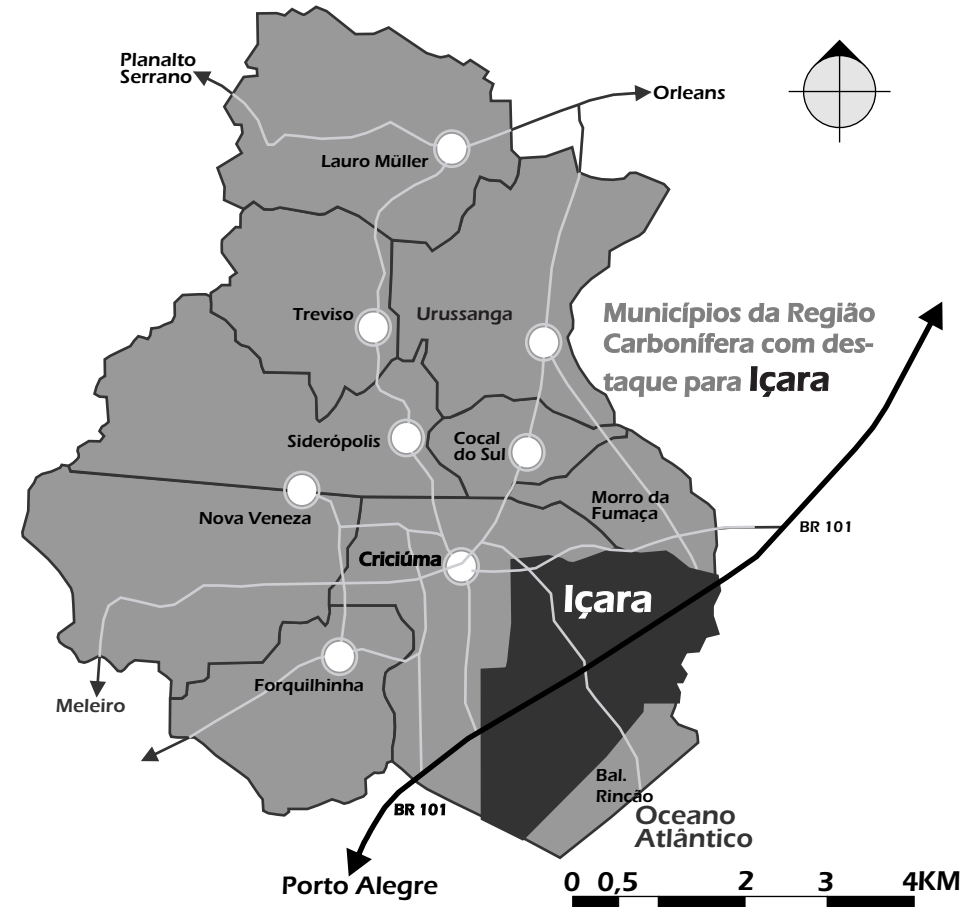 Planalto
Serrano
Orleans
Lauro Müller
Treviso
Urussanga
Municípios da Região
Carbonífera com des-
taque para Içara
Siderópolis
Cocal
do Sul
Nova Veneza
Morro da
Fumaça
BR 101
Criciúma
Içara
Forquilhinha
Meleiro
Bal.
Rincão
BR 101
Oceano
Atlântico
Porto Alegre
0 0,5 2 3 4KM